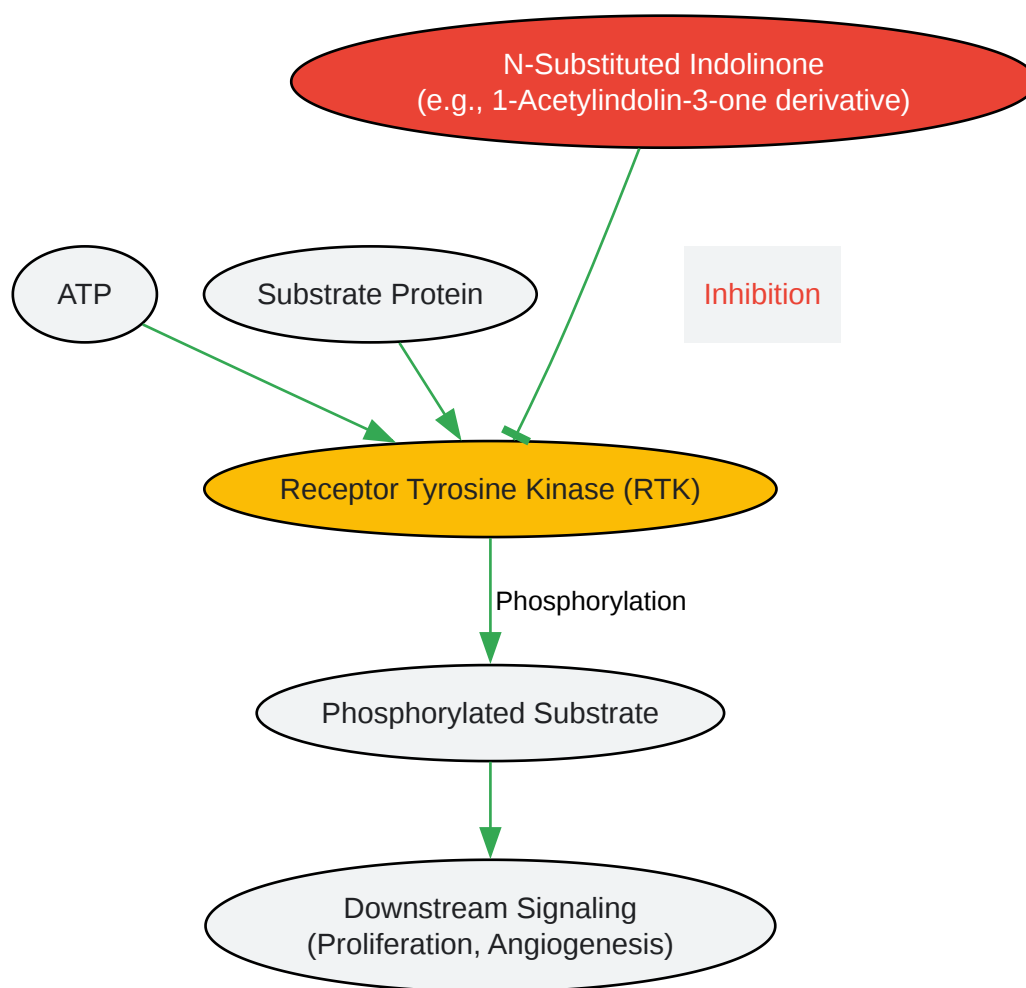 N-Substituted Indolinone
(e.g., 1-Acetylindolin-3-one derivative)
ATP
Substrate Protein
Inhibition
Receptor Tyrosine Kinase (RTK)
Phosphorylation
Phosphorylated Substrate
Downstream Signaling
(Proliferation, Angiogenesis)